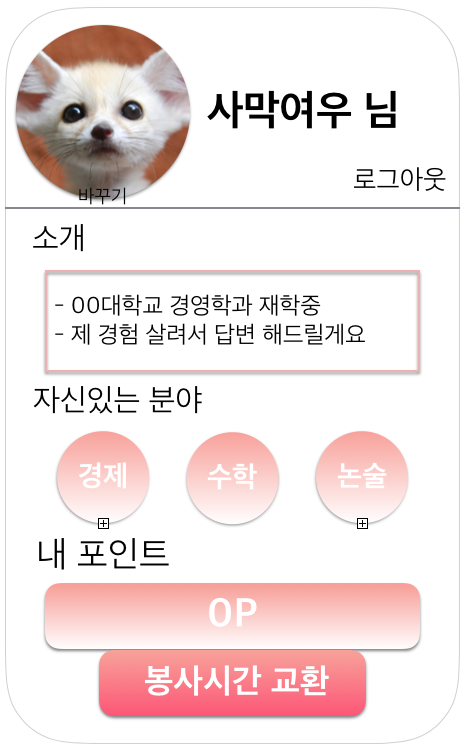 사막여우 님
로그아웃
바꾸기
소개
- 00대학교 경영학과 재학중
- 제 경험 살려서 답변 해드릴게요
자신있는 분야
경제 수학 논술
내 포인트
0P
봉사시간 교환